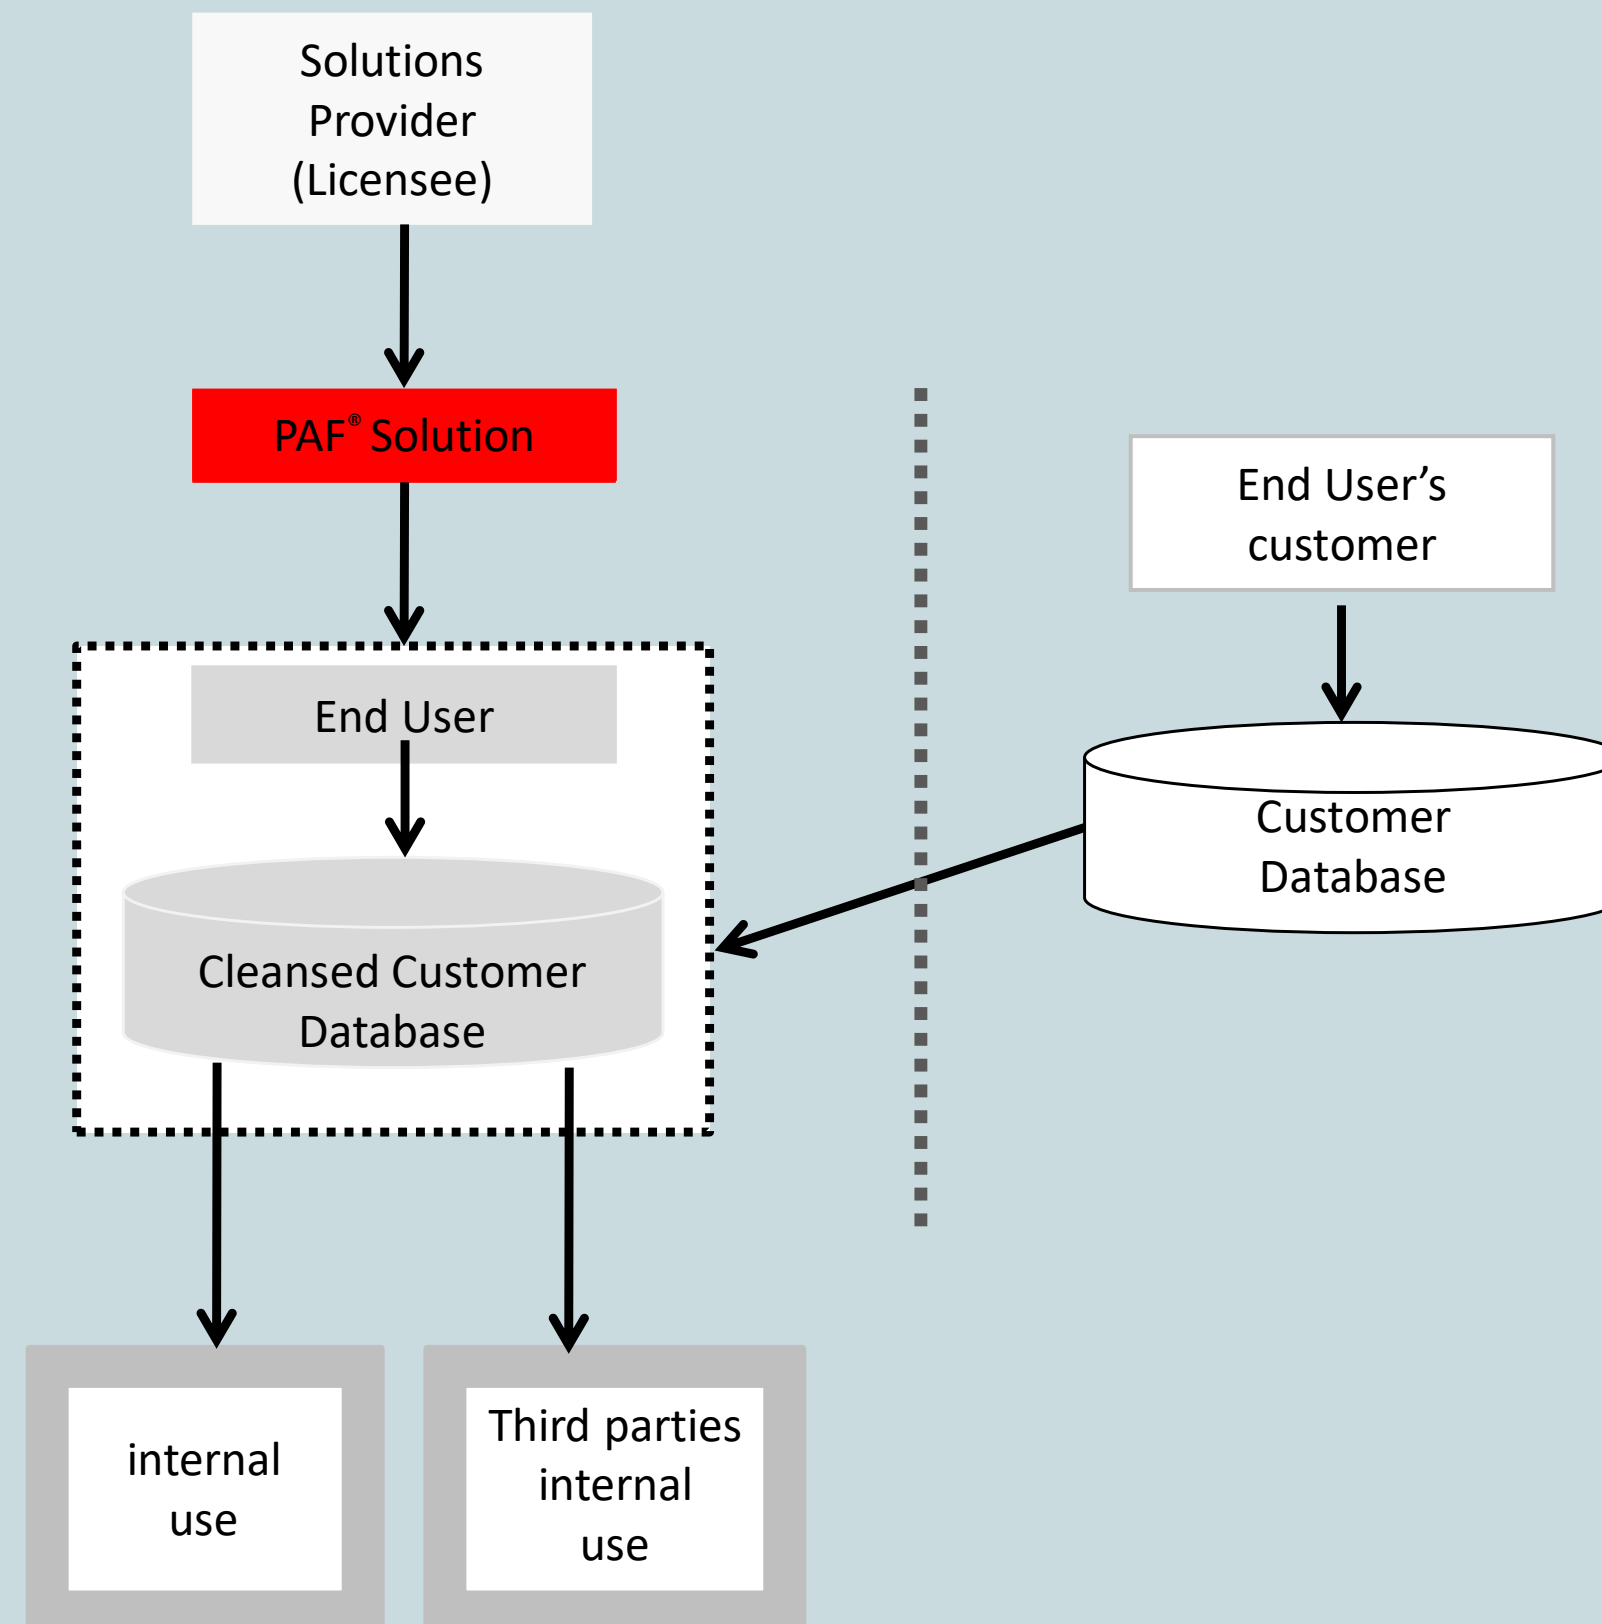 Solutions
Provider
(Licensee)
PAF® Solution
End User's
customer
End User
Customer
Database
Cleansed Customer
Database
internal
use
Third parties
internal
use